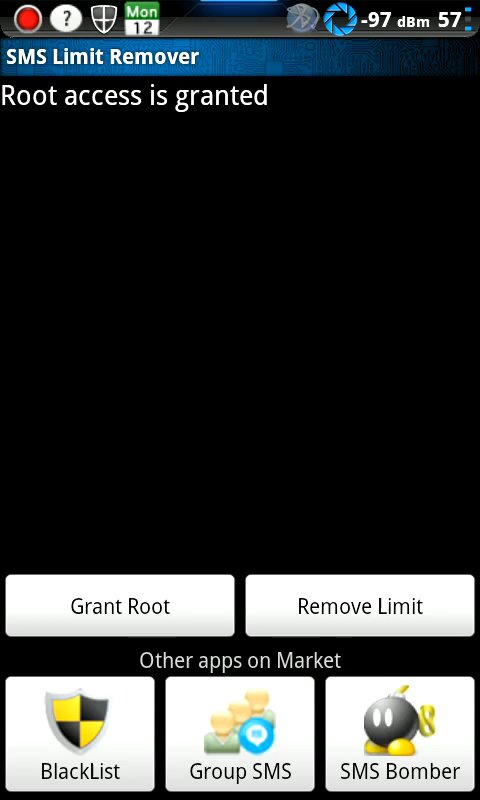 ? Mon 12 -97 dBm 57
SMS Limit Remover
Root access is granted
Grant Root Remove Limit
Other apps on Market
BlackList Group SMS SMS Bomber